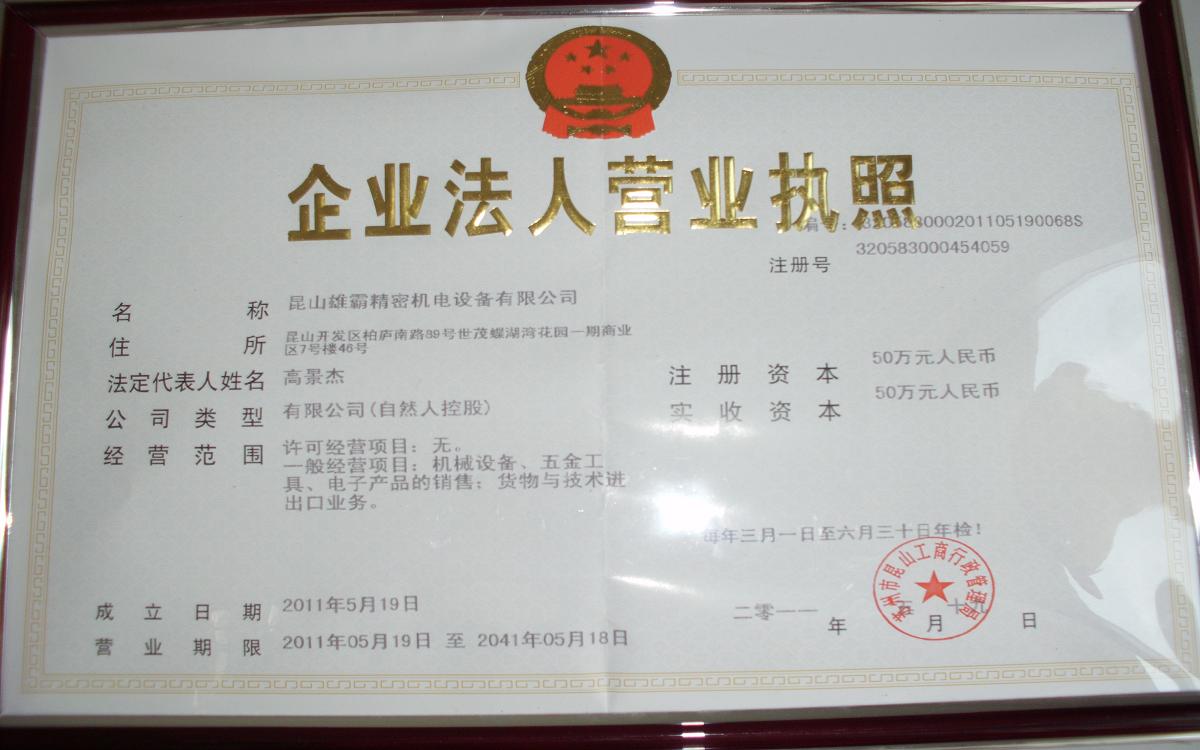 企业法人营业执照
编号:320583000201105190068S
注册号 320583000454059
名称 昆山雄霸精密机电设备有限公司
住所 昆山开发区柏庐南路89号世茂蝶湖湾花园一期商业
区7号楼46号
法定代表人姓名 高景杰
注册资本 50万元人民币
公司类型 有限公司(自然人控股)
实收资本 50万元人民币
经营范围 许可经营项目:无。
一般经营项目:机械设备、五金工
具、电子产品的销售;货物与技术进
出口业务。
每年三月一日至六月三十日年检!
苏州市昆山工商行政管理局
成立日期 2011年5月19日
二零一一年五月十九日
营业期限 2011年05月19日 至 2041年05月18日